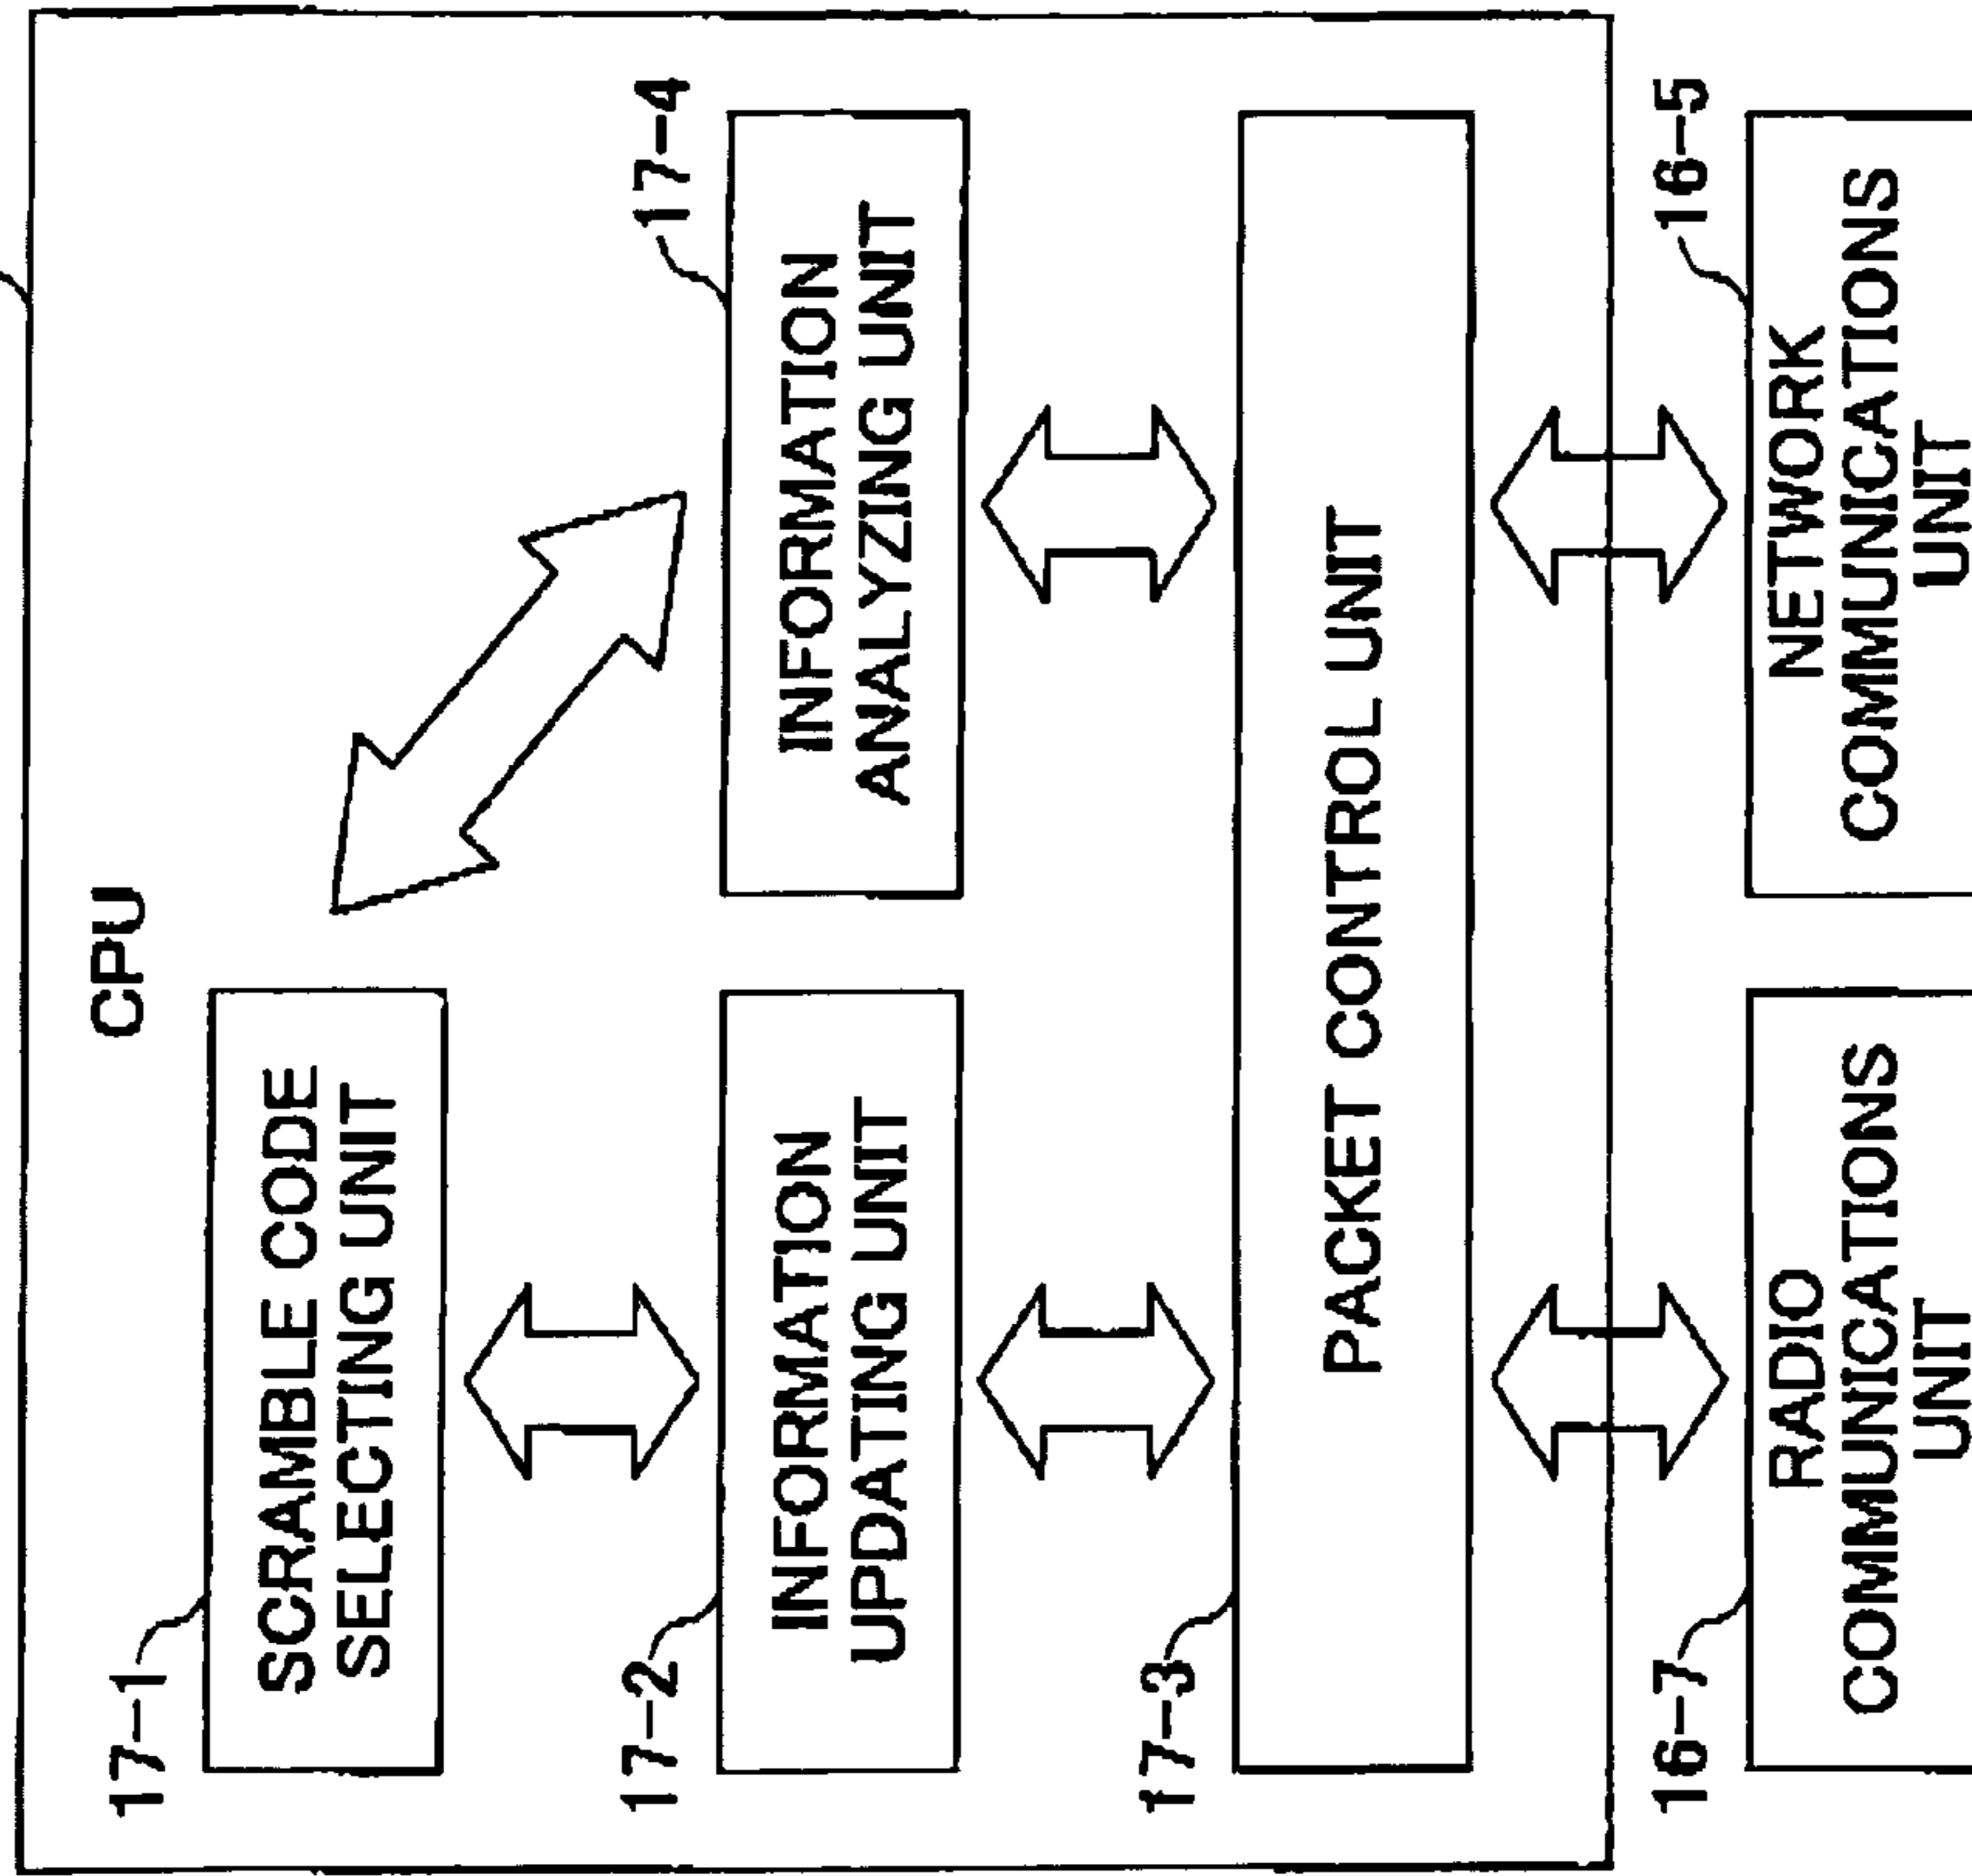 CPU
17-1
SCRAMBLE CODE
SELECTING UNIT
17-2
INFORMATION
UPDATING UNIT
17-4
INFORMATION
ANALYZING UNIT
17-3
PACKET CONTROL UNIT
16-7
RADIO
COMMUNICATIONS
UNIT
16-5
NETWORK
COMMUNICATIONS
UNIT